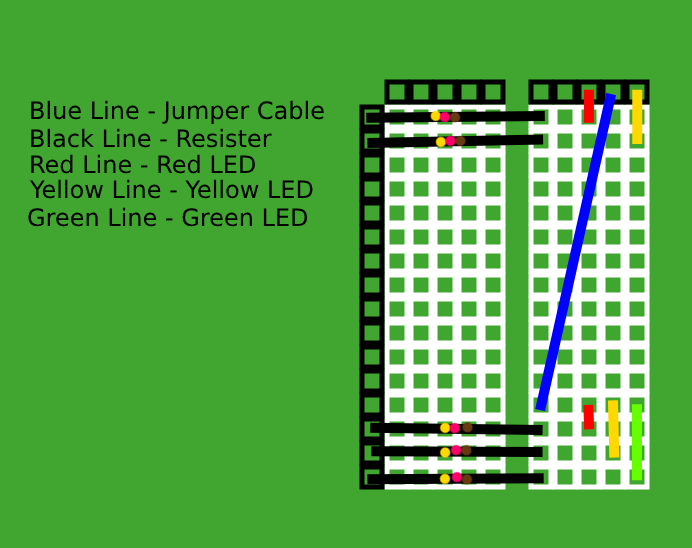 Blue Line - Jumper Cable
Black Line - Resister
Red Line - Red LED
Yellow Line - Yellow LED
Green Line - Green LED